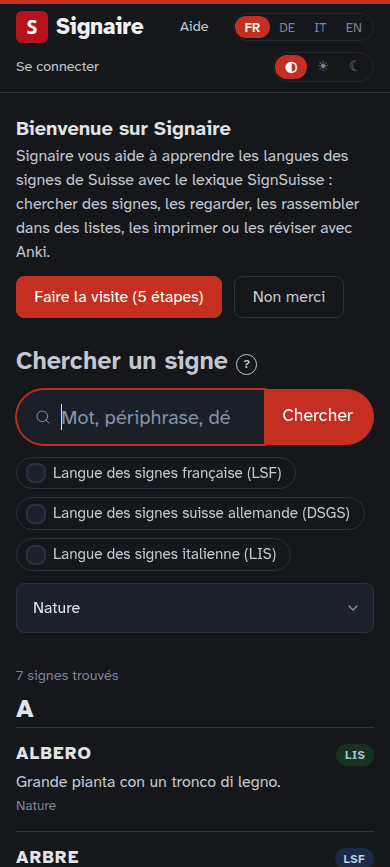 S Signaire Aide FR DE IT EN
Se connecter
Bienvenue sur Signaire
Signaire vous aide à apprendre les langues des
signes de Suisse avec le lexique SignSuisse :
chercher des signes, les regarder, les rassembler
dans des listes, les imprimer ou les réviser avec
Anki.
Faire la visite (5 étapes) Non merci
Chercher un signe ?
Mot, périphrase, dé Chercher
Langue des signes française (LSF)
Langue des signes suisse allemande (DSGS)
Langue des signes italienne (LIS)
Nature
7 signes trouvés
A
ALBERO LIS
Grande pianta con un tronco di legno.
Nature
ARBRE LSF